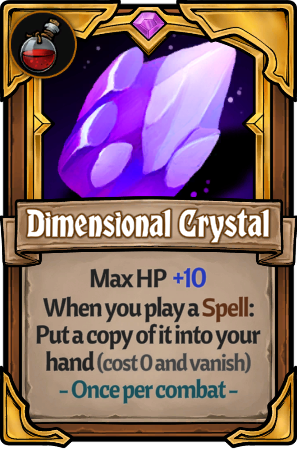 Dimensional Crystal
Max HP +10
When you play a Spell:
Put a copy of it into your
hand (cost 0 and vanish)
- Once per combat -